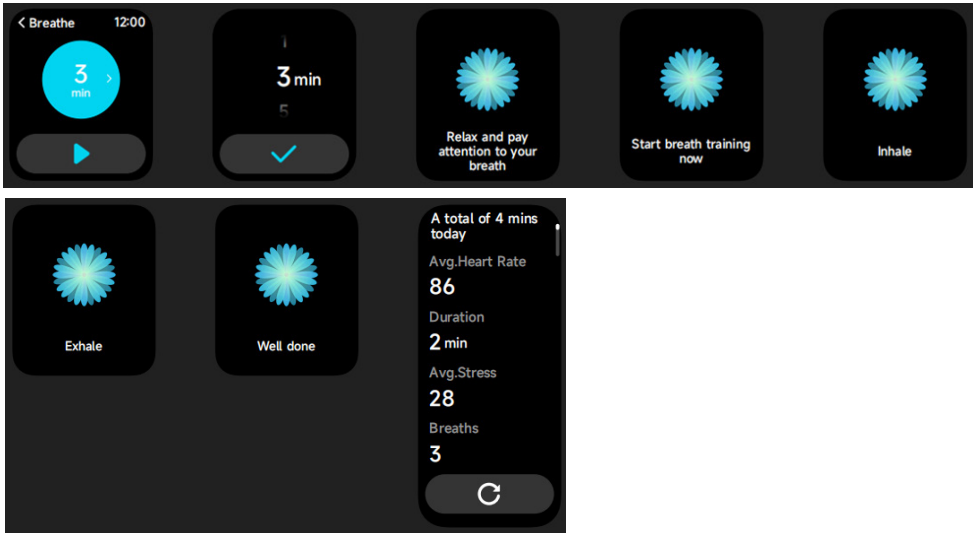 Breathe 12:00
3
min
1
3 min
5
Relax and pay
attention to your
breath
Start breath training
now
Inhale
Exhale
Well done
A total of 4 mins
today
Avg.Heart Rate
86
Duration
2 min
Avg.Stress
28
Breaths
3